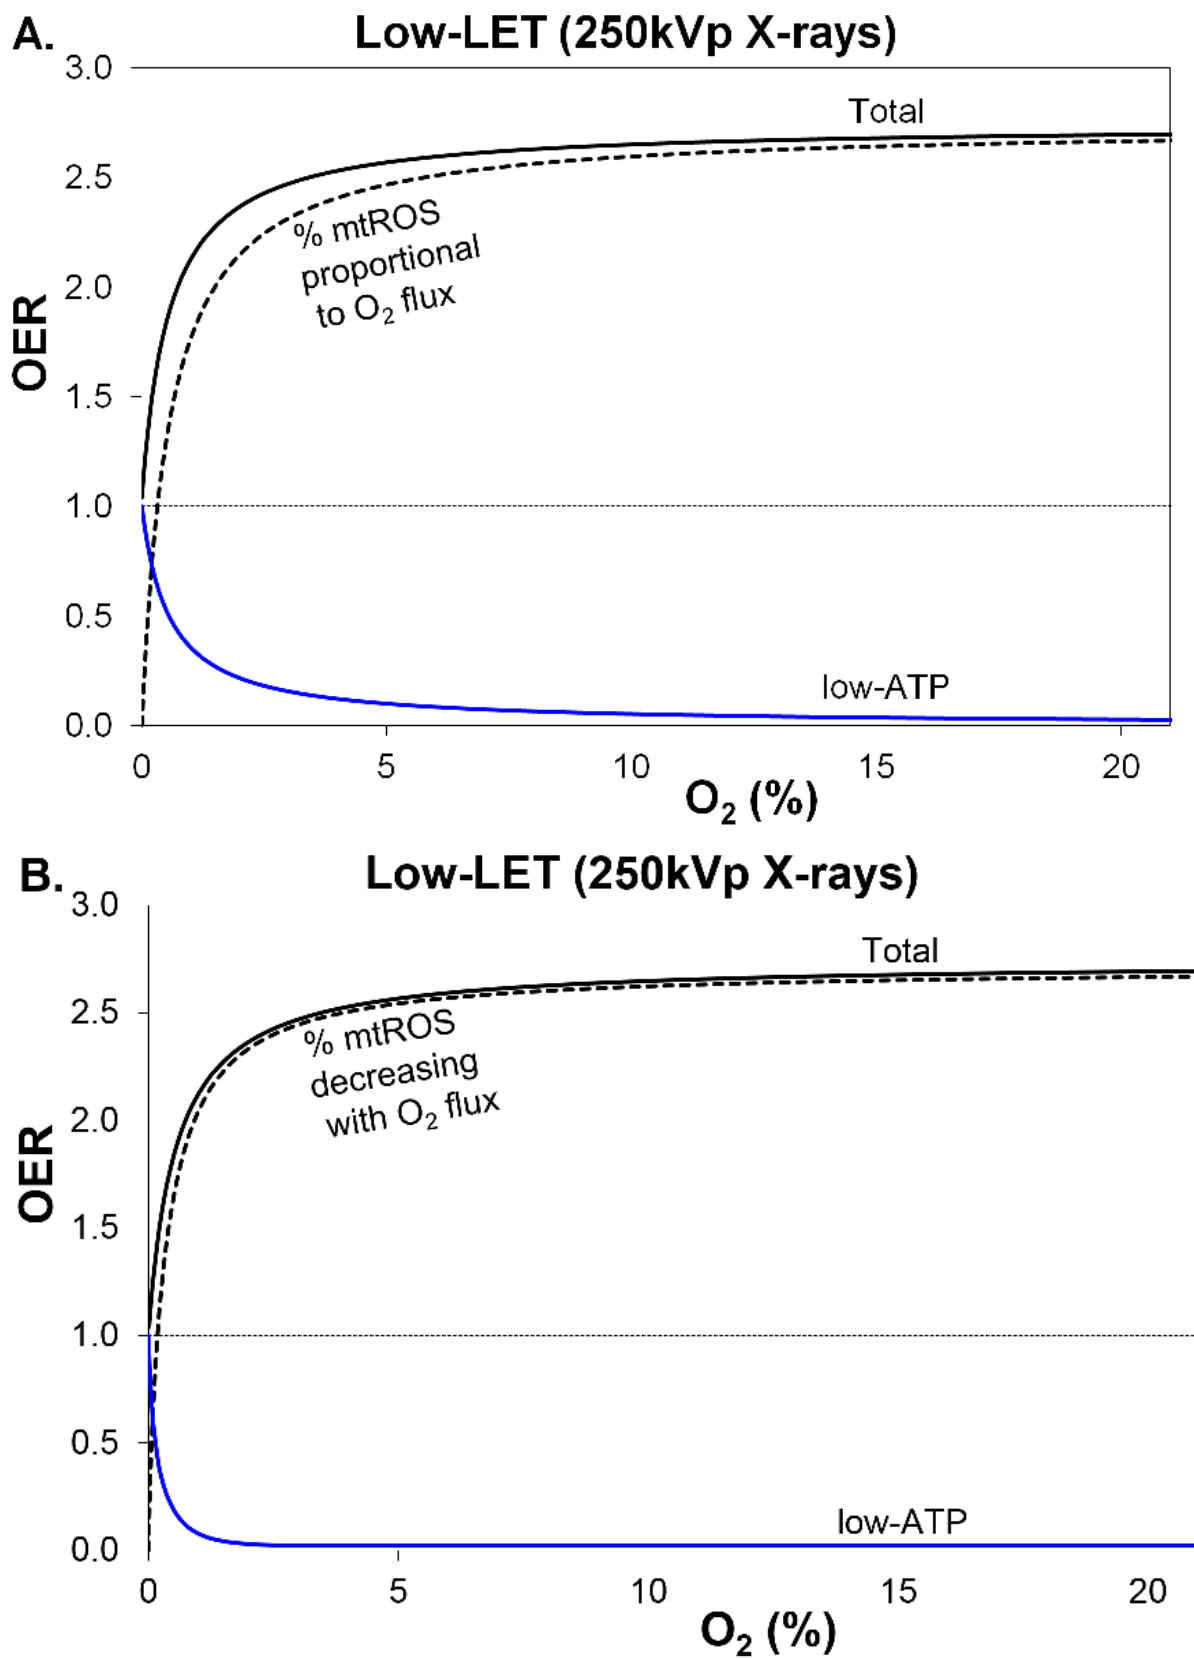 A.
Low-LET (250kVp X-rays)
3.0
2.5
2.0
1.5
1.0
0.5
0.0
OER
Total
% mtROS
proportional
to O₂ flux
low-ATP
0 5 10 15 20
O₂ (%)
B.
Low-LET (250kVp X-rays)
3.0
2.5
2.0
1.5
1.0
0.5
0.0
OER
Total
% mtROS
decreasing
with O₂ flux
low-ATP
0 5 10 15 20
O₂ (%)